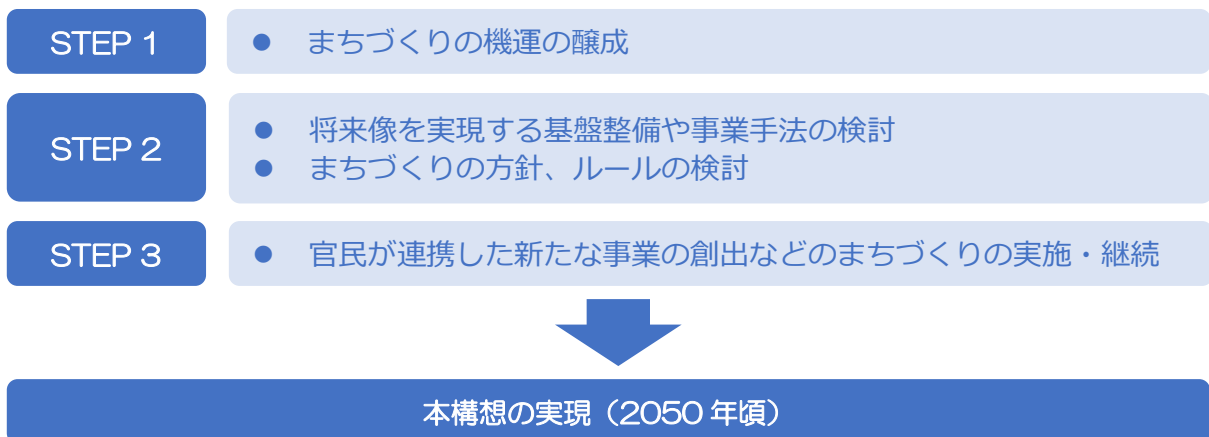 STEP 1
● まちづくりの機運の醸成
STEP 2
● 将来像を実現する基盤整備や事業手法の検討
● まちづくりの方針、ルールの検討
STEP 3
● 官民が連携した新たな事業の創出などのまちづくりの実施・継続
本構想の実現（2050 年頃）